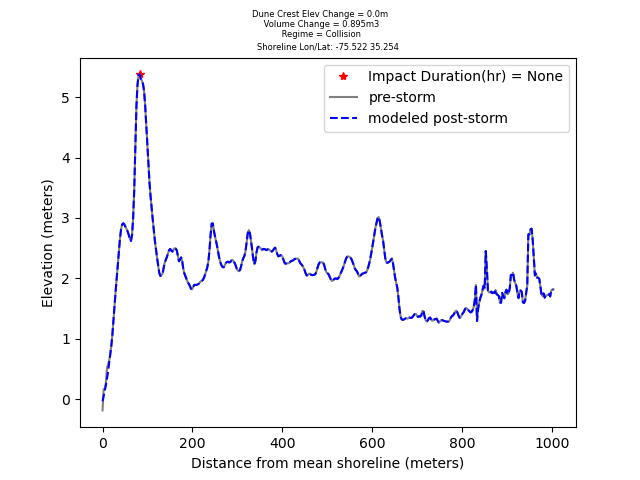 Dune Crest Elev Change = 0.0m
Volume Change = 0.895m3
Regime = Collision
Shoreline Lon/Lat: -75.522 35.254
Impact Duration(hr) = None
pre-storm
modeled post-storm
Elevation (meters)
5
4
3
2
1
0
0 200 400 600 800 1000
Distance from mean shoreline (meters)